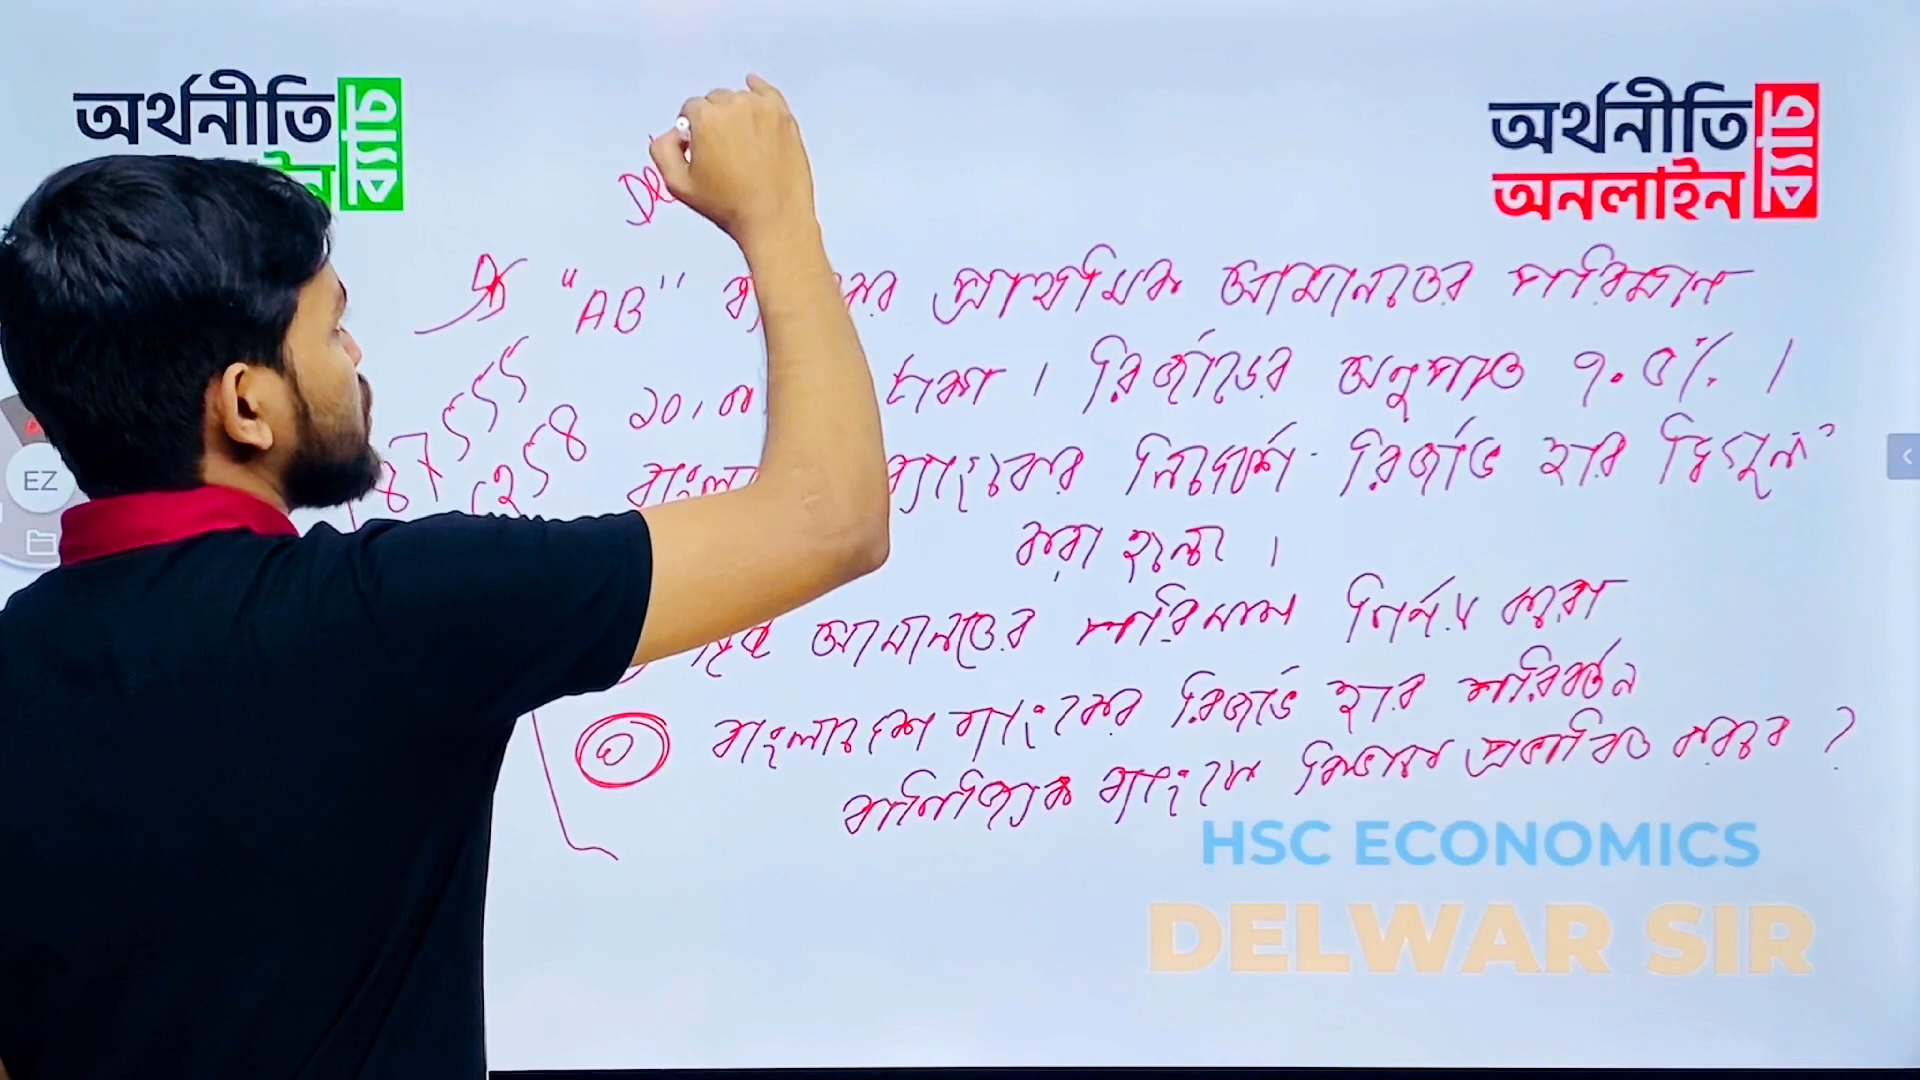 অর্থনীতি
ব্যাচ
অর্থনীতি
অনলাইন
ব্যাচ
De
"AB" প্রাথমিক আমানতের পরিমান
টাকা । রিজার্ভের অনুপাত ৭.৫% ।
ব্যাংকের নির্দেশে রিজার্ভ হার দ্বিগুন
করা হলো ।
আমানতের পরিমান নির্ণয় করো
বাংলাদেশ ব্যাংকের রিজার্ভ হার পরিবর্তন
বানিজ্যিক ব্যাংকে কিভাবে প্রভাবিত করবে ?
EZ
HSC ECONOMICS
DELWAR SIR